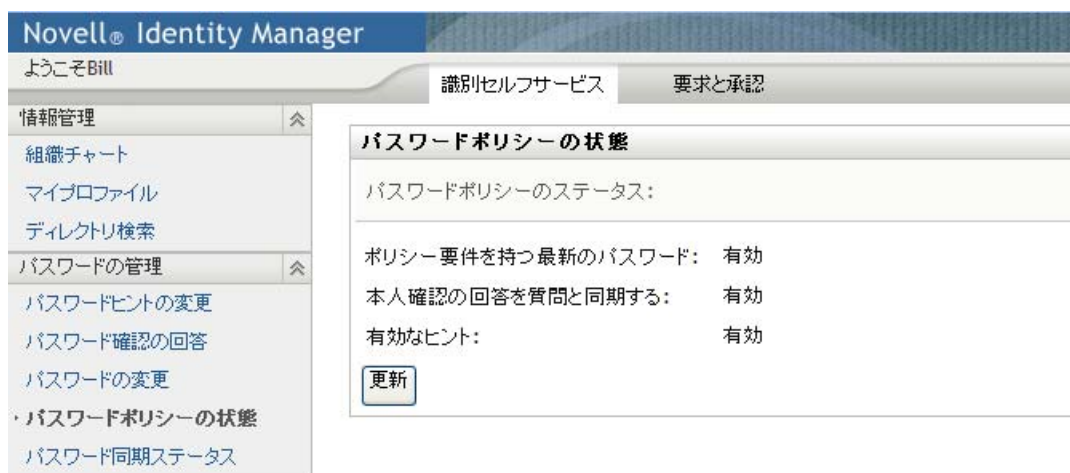 Novell® Identity Manager
ようこそBill
識別セルフサービス
要求と承認
情報管理
組織チャート
マイプロファイル
ディレクトリ検索
パスワードの管理
パスワードヒントの変更
パスワード確認の回答
パスワードの変更
・パスワードポリシーの状態
パスワード同期ステータス
パスワードポリシーの状態
パスワードポリシーのステータス:
ポリシー要件を持つ最新のパスワード: 有効
本人確認の回答を質問と同期する: 有効
有効なヒント: 有効
更新